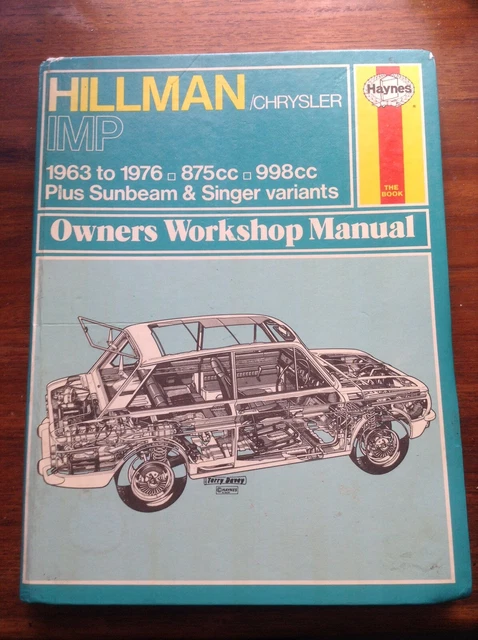 HILLMAN /CHRYSLER
IMP
1963 to 1976 □ 875cc □ 998cc
Plus Sunbeam & Singer variants
Haynes
THE
BOOK
Owners Workshop Manual
Terry Davey
© HAYNES